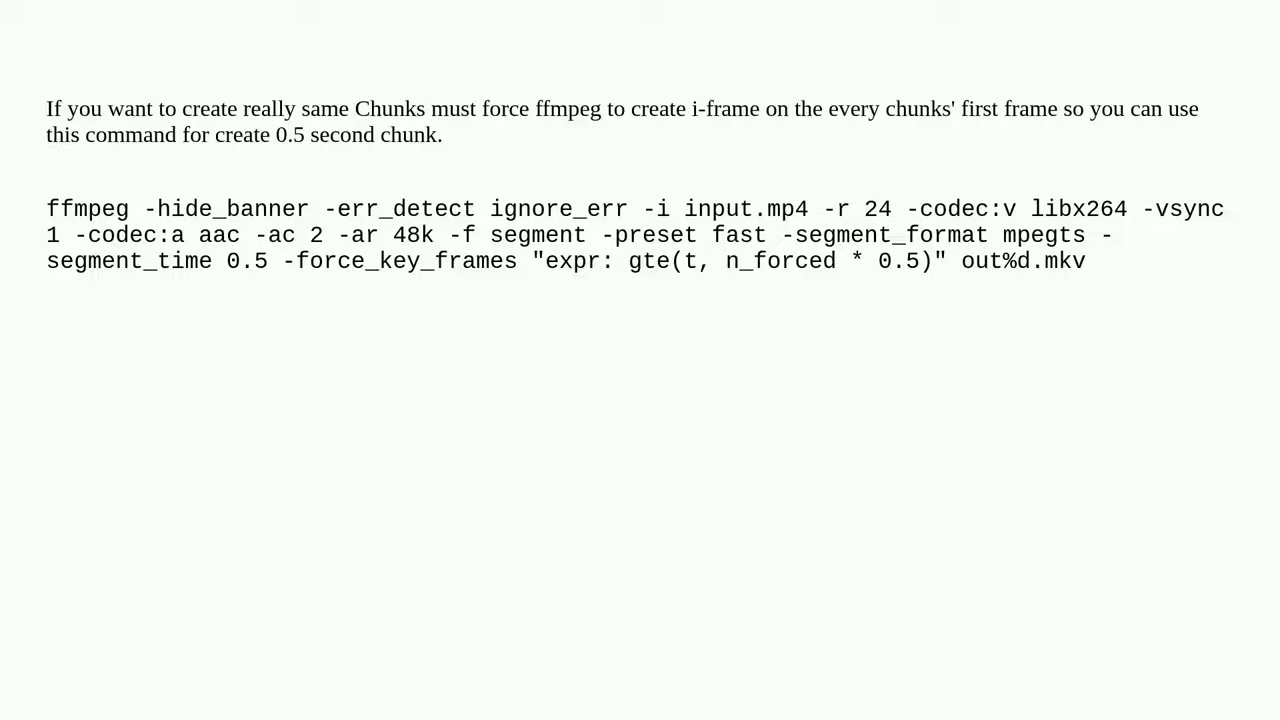 If you want to create really same Chunks must force ffmpeg to create i-frame on the every chunks' first frame so you can use
this command for create 0.5 second chunk.
ffmpeg -hide_banner -err_detect ignore_err -i input.mp4 -r 24 -codec:v libx264 -vsync
1 -codec:a aac -ac 2 -ar 48k -f segment -preset fast -segment_format mpegts -
segment_time 0.5 -force_key_frames "expr: gte(t, n_forced * 0.5)" out%d.mkv